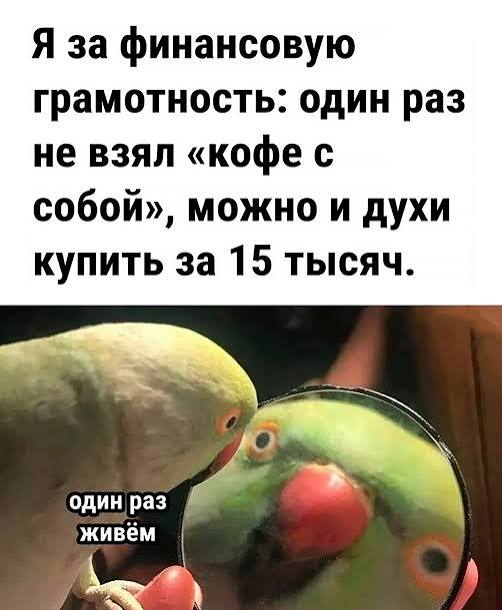 Я за финансовую
грамотность: один раз
не взял «кофе с
собой», можно и духи
купить за 15 тысяч.
один раз
живём